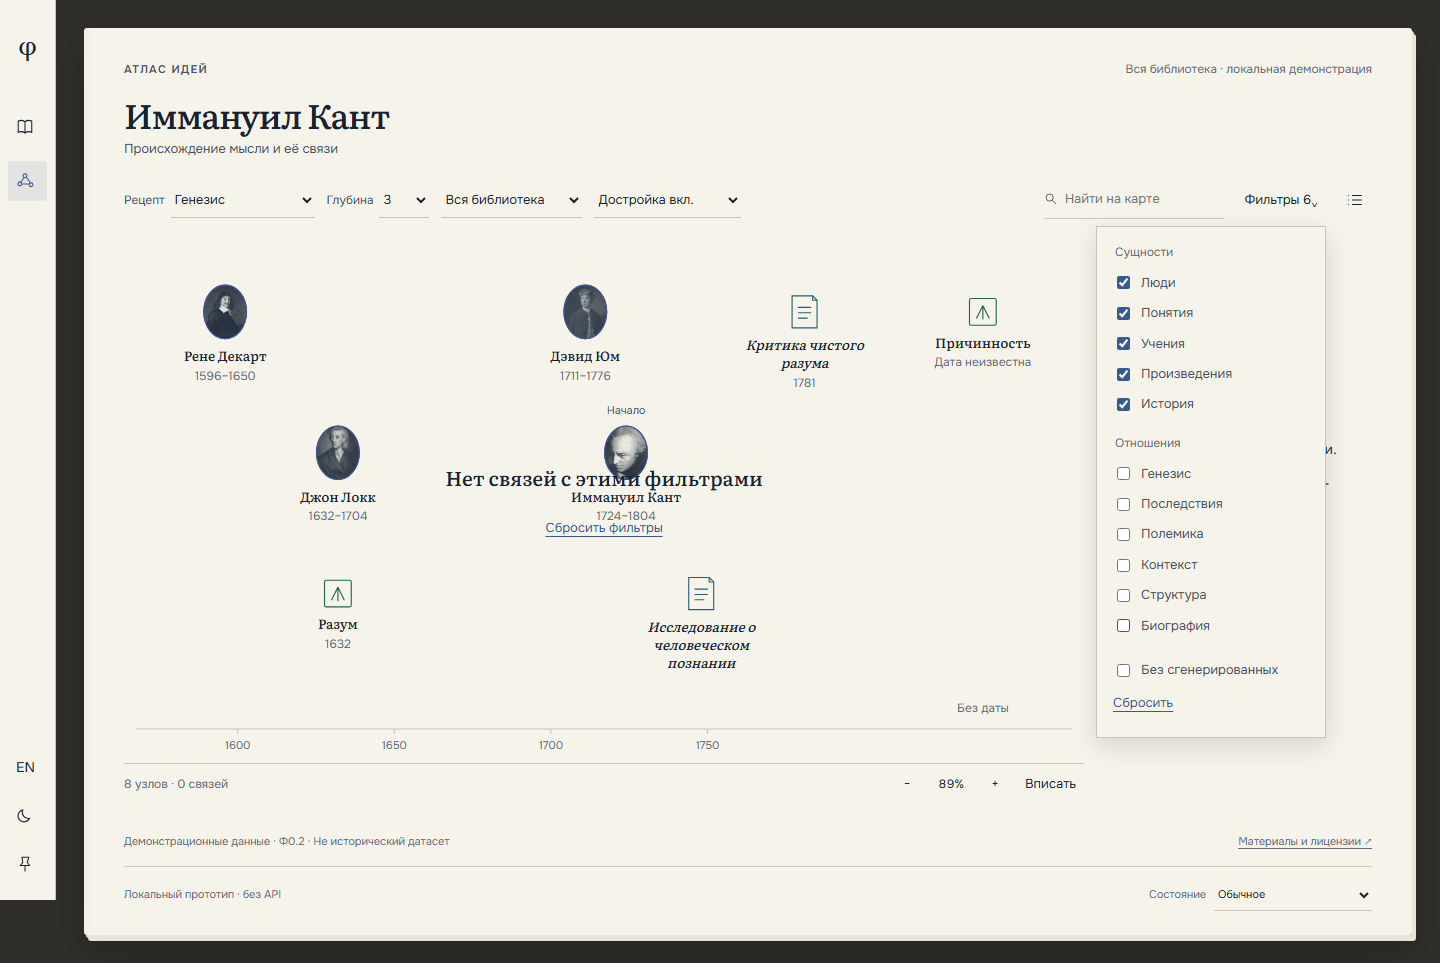 φ
АТЛАС ИДЕЙ
Вся библиотека · локальная демонстрация
Иммануил Кант
Происхождение мысли и её связи
Рецепт Генезис Глубина 3 Вся библиотека Достройка вкл. Найти на карте Фильтры 6
Рене Декарт
1596–1650
Дэвид Юм
1711–1776
Критика чистого
разума
1781
Причинность
Дата неизвестна
Начало
Джон Локк
1632–1704
Нет связей с этими фильтрами
Иммануил Кант
1724–1804
Сбросить фильтры
Разум
1632
Исследование о
человеческом
познании
Без даты
1600 1650 1700 1750
8 узлов · 0 связей
− 89% + Вписать
Сущности
Люди
Понятия
Учения
Произведения
История
Отношения
Генезис
Последствия
Полемика
Контекст
Структура
Биография
Без сгенерированных
Сбросить
и.
EN
Демонстрационные данные · Ф0.2 · Не исторический датасет
Материалы и лицензии ↗
Локальный прототип · без API
Состояние Обычное